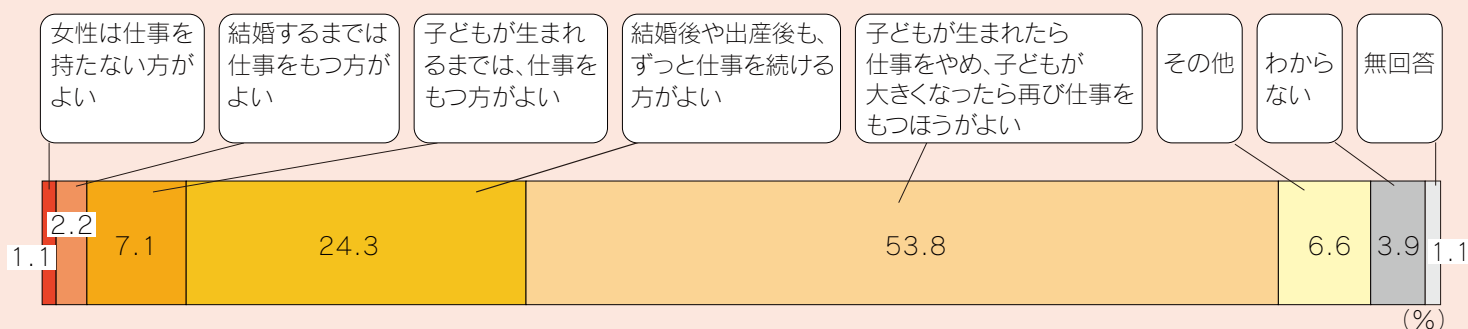 女性は仕事を
持たない方が
よい
結婚するまでは
仕事をもつ方が
よい
子どもが生まれ
るまでは、仕事を
もつ方がよい
結婚後や出産後も、
ずっと仕事を続ける
方がよい
子どもが生まれたら
仕事をやめ、子どもが
大きくなったら再び仕事を
もつほうがよい
その他
わから
ない
無回答
1.1
2.2
7.1
24.3
53.8
6.6
3.9
1.1
(%)